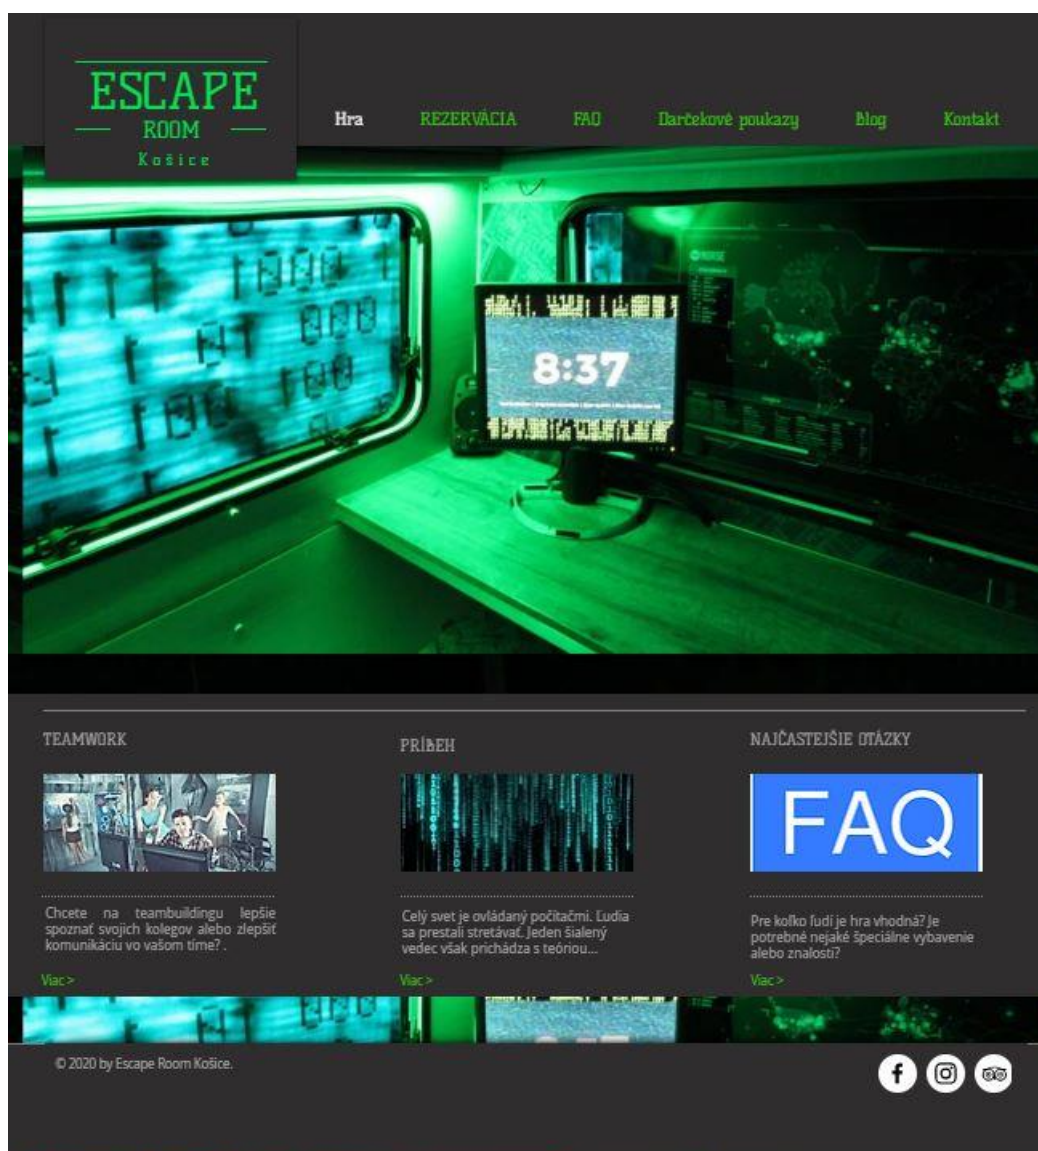 ESCAPE
ROOM
Košice
Hra
REZERVÁCIA
FAQ
Darčekové poukazy
Blog
Kontakt
NORSE
8:37
TEAMWORK
Chcete na teambuildingu lepšie
spoznať svojich kolegov alebo zlepšiť
komunikáciu vo vašom tíme? .
Viac >
PRÍBEH
Celý svet je ovládaný počítačmi. Ľudia
sa prestali stretávať. Jeden šialený
vedec však prichádza s teóriou...
Viac >
NAJČASTEJŠIE OTÁZKY
FAQ
Pre koľko ľudí je hra vhodná? Je
potrebné nejaké špeciálne vybavenie
alebo znalosti?
Viac >
© 2020 by Escape Room Košice.